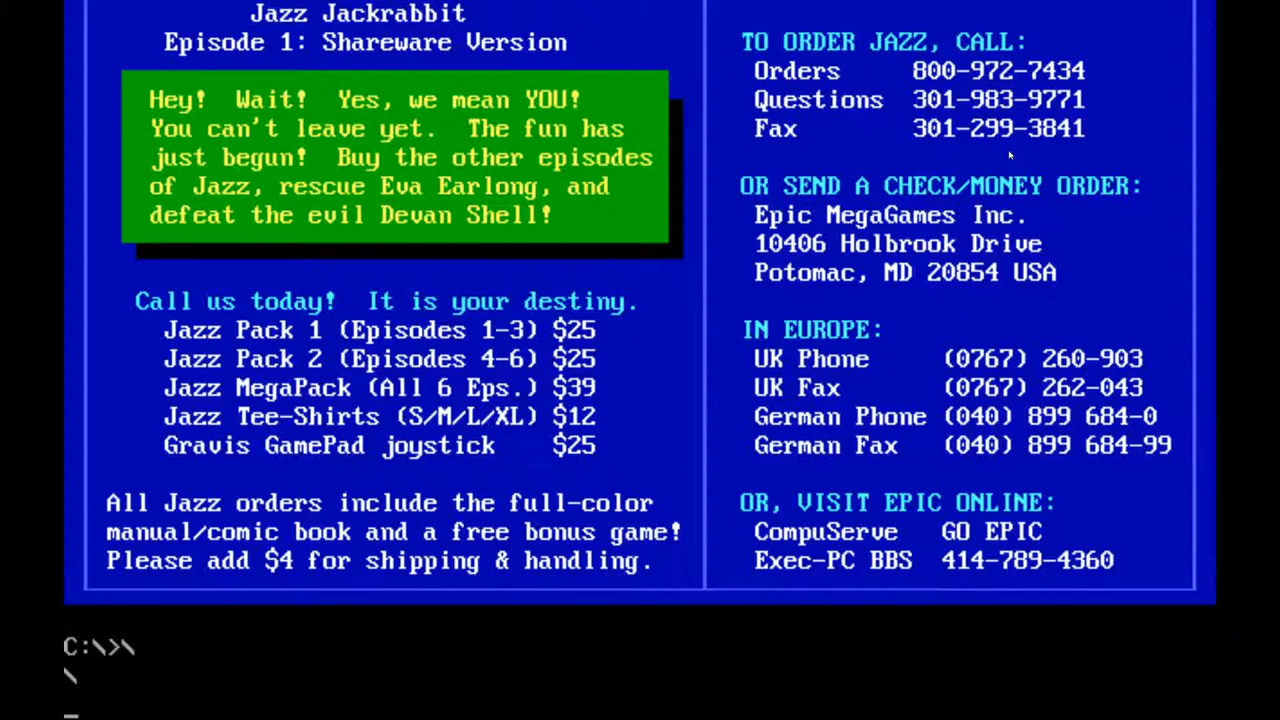 Jazz Jackrabbit
Episode 1: Shareware Version
Hey! Wait! Yes, we mean YOU!
You can't leave yet. The fun has
just begun! Buy the other episodes
of Jazz, rescue Eva Earlong, and
defeat the evil Devan Shell!
Call us today! It is your destiny.
Jazz Pack 1 (Episodes 1-3) $25
Jazz Pack 2 (Episodes 4-6) $25
Jazz MegaPack (All 6 Eps.) $39
Jazz Tee-Shirts (S/M/L/XL) $12
Gravis GamePad joystick $25
All Jazz orders include the full-color
manual/comic book and a free bonus game!
Please add $4 for shipping & handling.
TO ORDER JAZZ, CALL:
Orders 800-972-7434
Questions 301-983-9771
Fax 301-299-3841
OR SEND A CHECK/MONEY ORDER:
Epic MegaGames Inc.
10406 Holbrook Drive
Potomac, MD 20854 USA
IN EUROPE:
UK Phone (0767) 260-903
UK Fax (0767) 262-043
German Phone (040) 899 684-0
German Fax (040) 899 684-99
OR, VISIT EPIC ONLINE:
CompuServe GO EPIC
Exec-PC BBS 414-789-4360
C:\>\
\
_